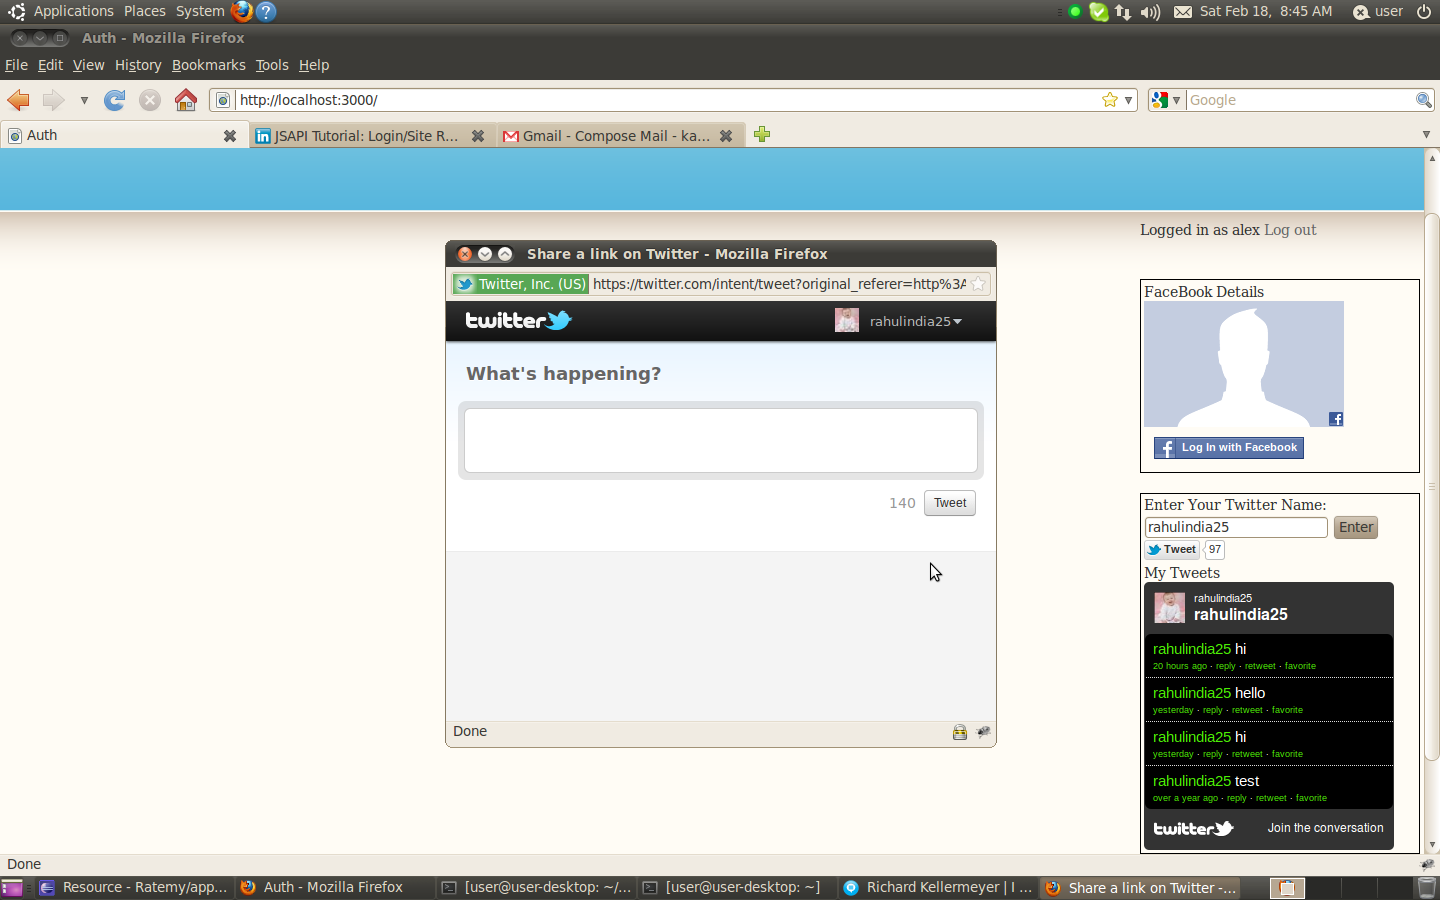 Applications Places System
Sat Feb 18, 8:45 AM user
Auth - Mozilla Firefox
File Edit View History Bookmarks Tools Help
http://localhost:3000/
Google
Auth
JSAPI Tutorial: Login/Site R...
Gmail - Compose Mail - ka...
Logged in as alex Log out
Share a link on Twitter - Mozilla Firefox
Twitter, Inc. (US) https://twitter.com/intent/tweet?original_referer=http%3A
twitter
rahulindia25
What's happening?
140 Tweet
Done
FaceBook Details
Log In with Facebook
Enter Your Twitter Name:
rahulindia25 Enter
Tweet 97
My Tweets
rahulindia25
rahulindia25
rahulindia25 hi
20 hours ago · reply · retweet · favorite
rahulindia25 hello
yesterday · reply · retweet · favorite
rahulindia25 hi
yesterday · reply · retweet · favorite
rahulindia25 test
over a year ago · reply · retweet · favorite
twitter Join the conversation
Done
Resource - Ratemy/app...
Auth - Mozilla Firefox
[user@user-desktop: ~/...
[user@user-desktop: ~]
Richard Kellermeyer | I ...
Share a link on Twitter -...